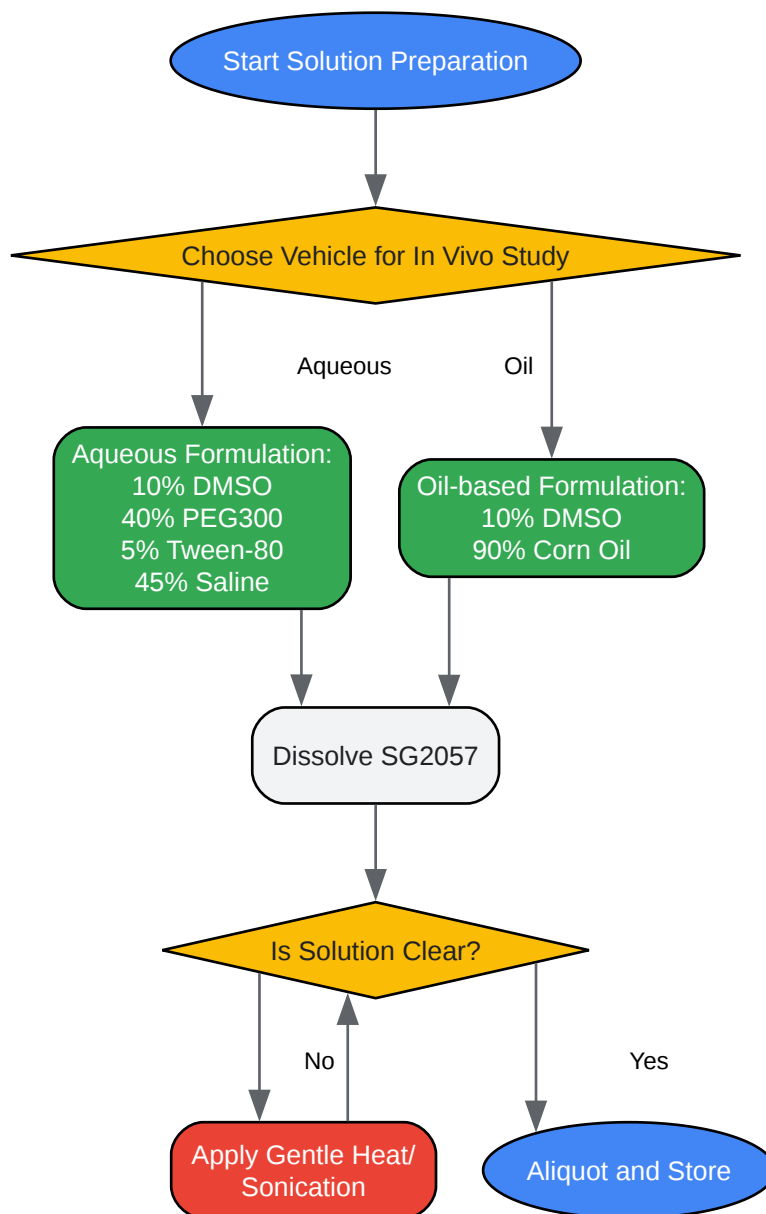 Start Solution Preparation
Choose Vehicle for In Vivo Study
Aqueous
Oil
Aqueous Formulation:
10% DMSO
40% PEG300
5% Tween-80
45% Saline
Oil-based Formulation:
10% DMSO
90% Corn Oil
Dissolve SG2057
Is Solution Clear?
No
Yes
Apply Gentle Heat/
Sonication
Aliquot and Store